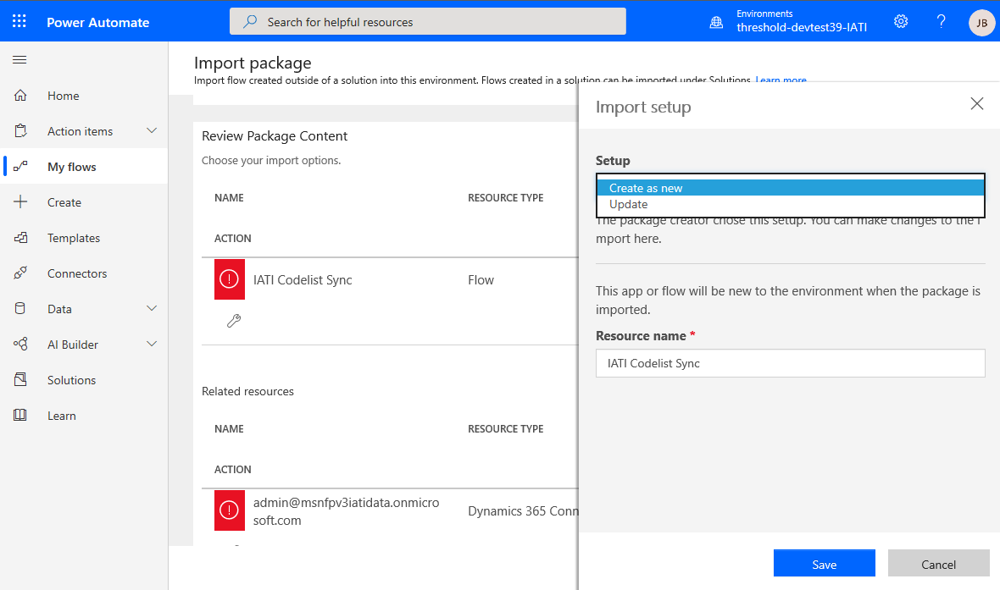 Power Automate
Search for helpful resources
Environments
threshold-devtest39-IATI
JB
Home
Action items
My flows
Create
Templates
Connectors
Data
AI Builder
Solutions
Learn
Import package
Import flow created outside of a solution into this environment. Flows created in a solution can be imported under Solutions. Learn more
Review Package Content
Choose your import options.
NAME RESOURCE TYPE
ACTION
IATI Codelist Sync Flow
Related resources
NAME RESOURCE TYPE
ACTION
admin@msnfpv3iatidata.onmicro
soft.com
Dynamics 365 Conn
Import setup
Setup
Create as new
Update
The package creator chose this setup. You can make changes to the i
mport here.
This app or flow will be new to the environment when the package is
imported.
Resource name *
IATI Codelist Sync
Save Cancel